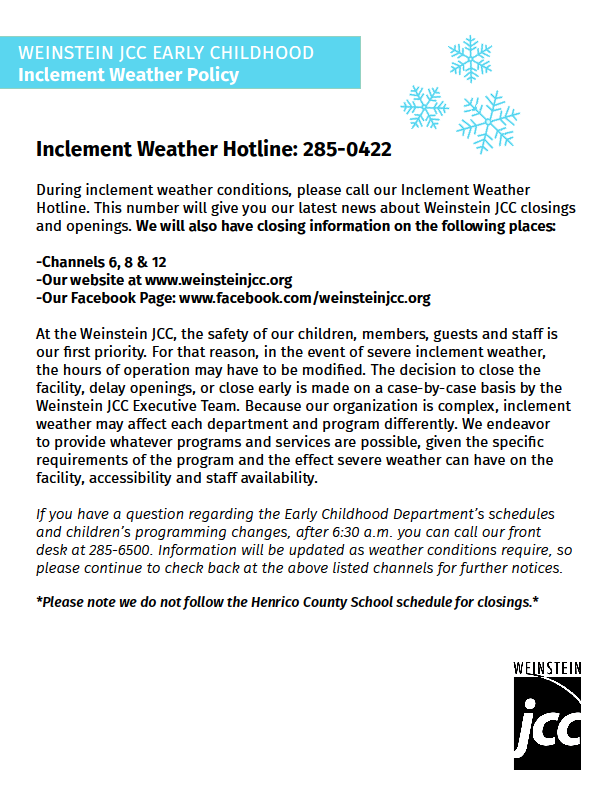 WEINSTEIN JCC EARLY CHILDHOOD
Inclement Weather Policy
Inclement Weather Hotline: 285-0422
During inclement weather conditions, please call our Inclement Weather
Hotline. This number will give you our latest news about Weinstein JCC closings
and openings. We will also have closing information on the following places:
-Channels 6, 8 & 12
-Our website at www.weinsteinjcc.org
-Our Facebook Page: www.facebook.com/weinsteinjcc.org
At the Weinstein JCC, the safety of our children, members, guests and staff is
our first priority. For that reason, in the event of severe inclement weather,
the hours of operation may have to be modified. The decision to close the
facility, delay openings, or close early is made on a case-by-case basis by the
Weinstein JCC Executive Team. Because our organization is complex, inclement
weather may affect each department and program differently. We endeavor
to provide whatever programs and services are possible, given the specific
requirements of the program and the effect severe weather can have on the
facility, accessibility and staff availability.
If you have a question regarding the Early Childhood Department's schedules
and children's programming changes, after 6:30 a.m. you can call our front
desk at 285-6500. Information will be updated as weather conditions require, so
please continue to check back at the above listed channels for further notices.
*Please note we do not follow the Henrico County School schedule for closings.*
WEINSTEIN
jcc